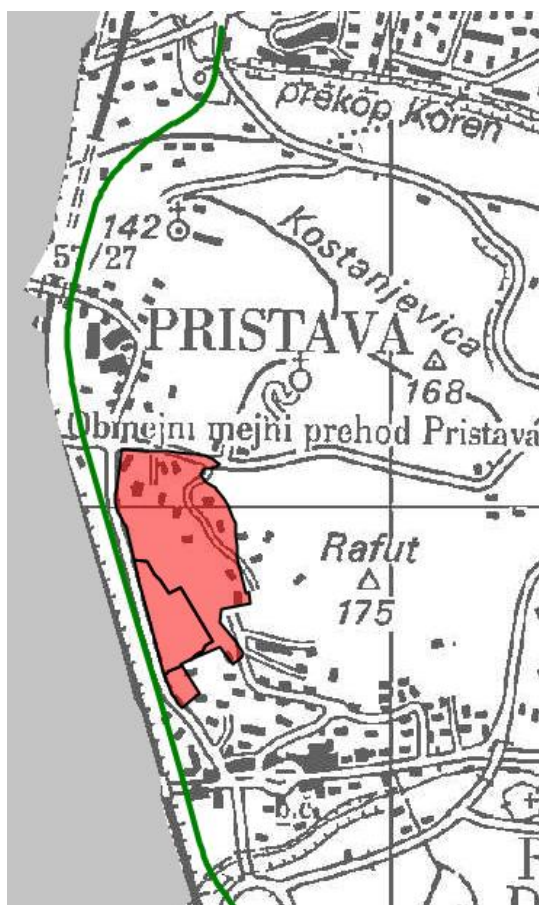 prekop Koren
142
57/27
Kostanjevica
PRISTAVA
168
Obmejni mejni prehod Pristava
Rafut
175
b.č.